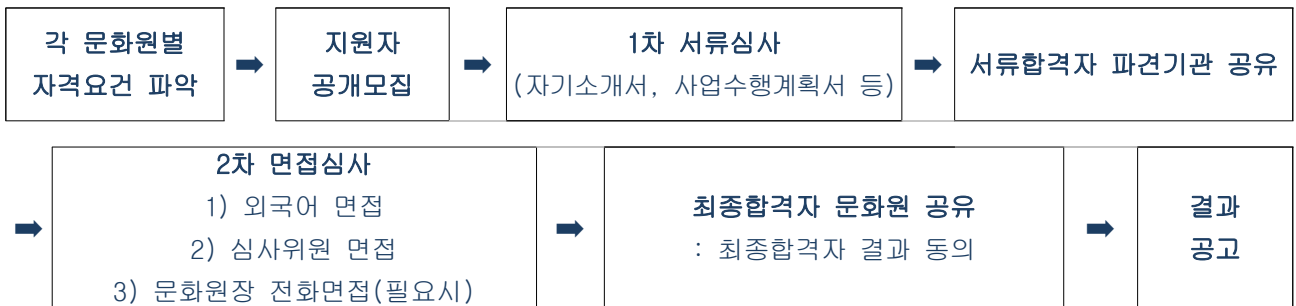 각 문화원별
자격요건 파악
➡
지원자
공개모집
➡
1차 서류심사
(자기소개서, 사업수행계획서 등)
➡
서류합격자 파견기관 공유
➡
2차 면접심사
1) 외국어 면접
2) 심사위원 면접
3) 문화원장 전화면접(필요시)
➡
최종합격자 문화원 공유
: 최종합격자 결과 동의
➡
결과
공고